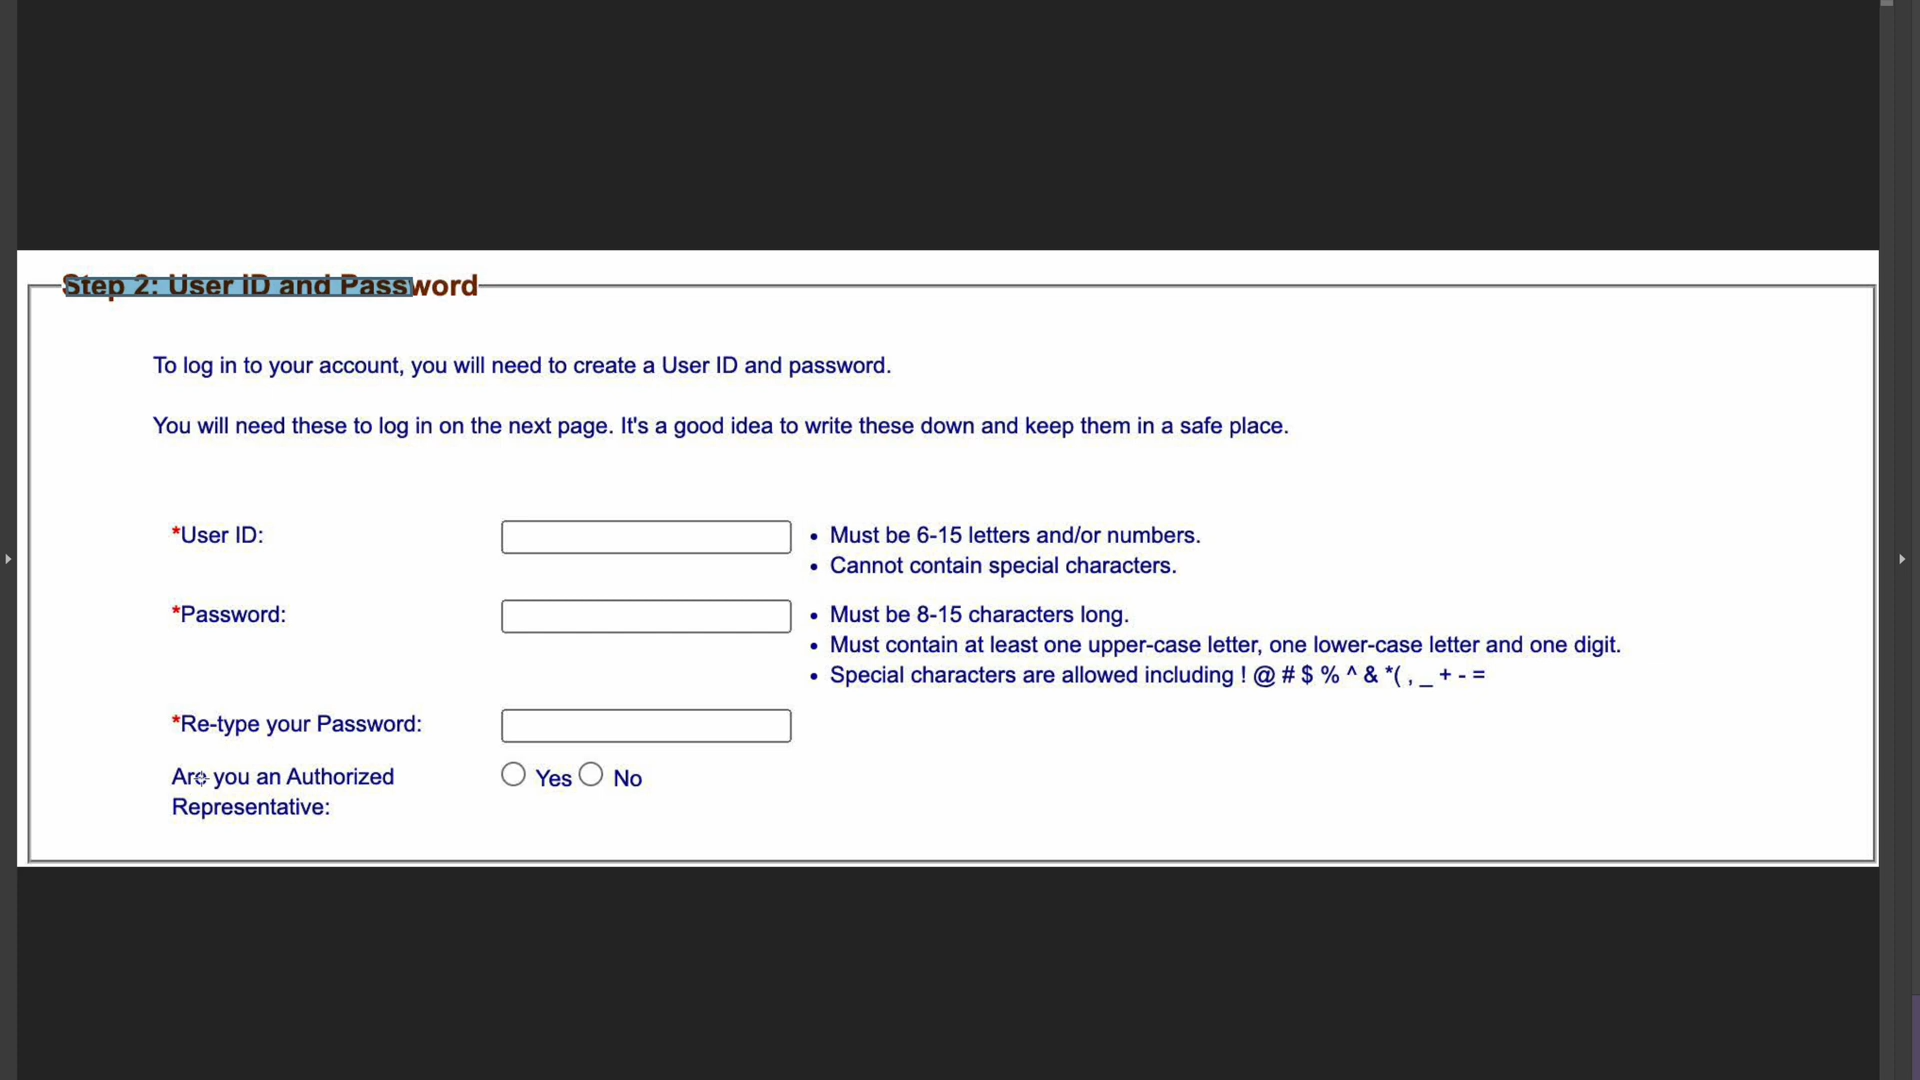 Step 2: User ID and Password
To log in to your account, you will need to create a User ID and password.
You will need these to log in on the next page. It's a good idea to write these down and keep them in a safe place.
*User ID:
• Must be 6-15 letters and/or numbers.
• Cannot contain special characters.
*Password:
• Must be 8-15 characters long.
• Must contain at least one upper-case letter, one lower-case letter and one digit.
• Special characters are allowed including ! @ # $ % ^ & *( , _ + - =
*Re-type your Password:
Are you an Authorized Representative:
Yes No